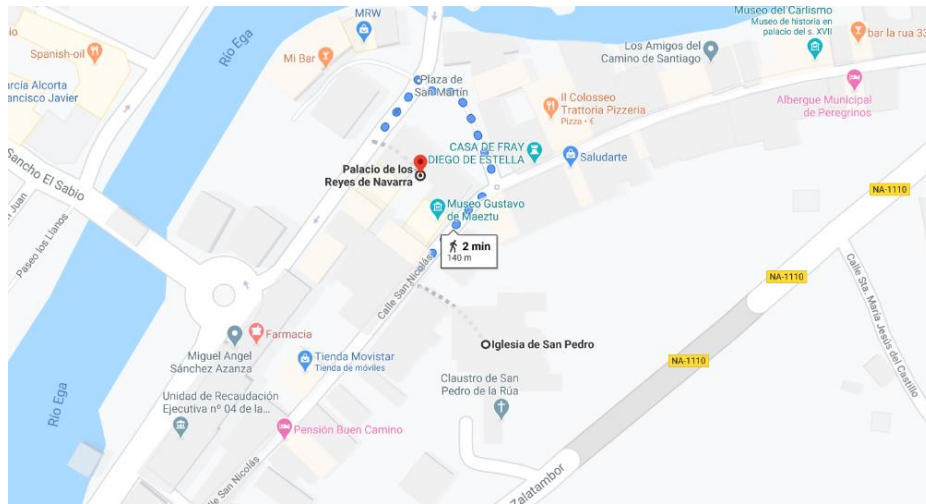 MRW
Museo del Carlismo
Museo de historia en
palacio del s. XVII
bar la rua 33
Spanish-oil
Río Ega
Mi Bar
Los Amigos del
Camino de Santiago
García Alcorta
Francisco Javier
Plaza de
San Martín
Il Colosseo
Trattoria Pizzeria
Pizza · €
Albergue Municipal
de Peregrinos
CASA DE FRAY
DIEGO DE ESTELLA
Saludarte
Sancho El Sabio
Palacio de los
Reyes de Navarra
NA-1110
Juan
Paseo los Llanos
Museo Gustavo
de Maeztu
2 min
140 m
NA-1110
Calle San Nicolás
Calle Sta. María Jesús del Castillo
Farmacia
Iglesia de San Pedro
Miguel Angel
Sánchez Azanza
Tienda Movistar
Tienda de móviles
NA-1110
Claustro de San
Pedro de la Rúa
Río Ega
Unidad de Recaudación
Ejecutiva nº 04 de la...
Pensión Buen Camino
Calle San Nicolás
Zalatambor